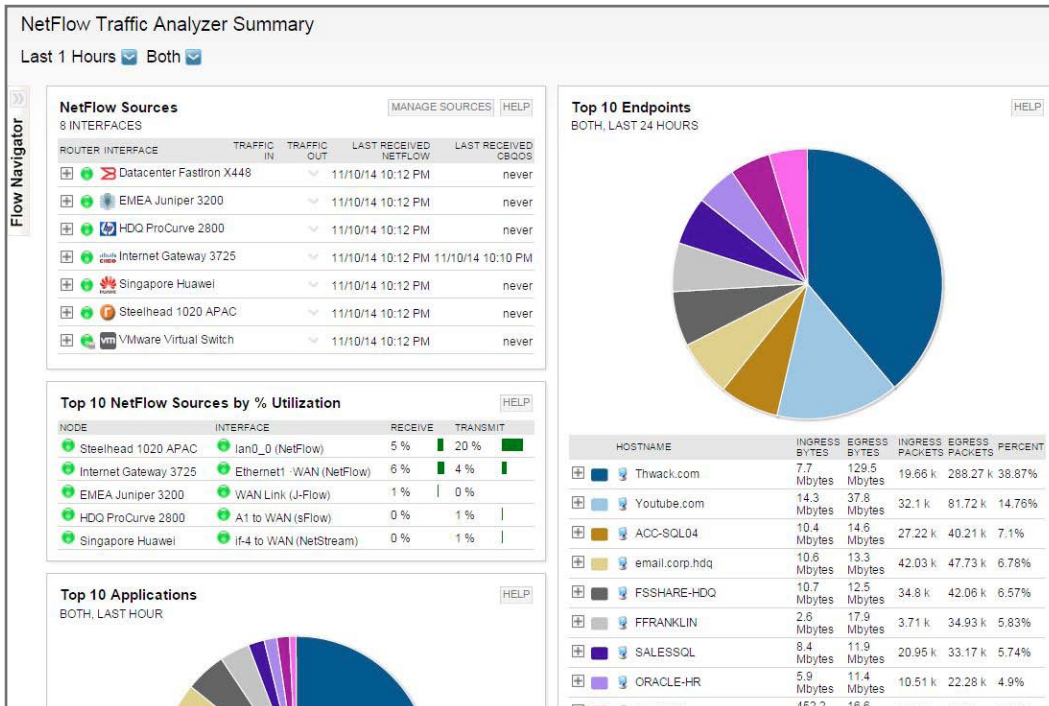 NetFlow Traffic Analyzer Summary
Last 1 Hours Both
Flow Navigator
NetFlow Sources
MANAGE SOURCES HELP
8 INTERFACES
ROUTER INTERFACE TRAFFIC IN TRAFFIC OUT LAST RECEIVED NETFLOW LAST RECEIVED CBQOS
Datacenter FastIron X448 11/10/14 10:12 PM never
EMEA Juniper 3200 11/10/14 10:12 PM never
HDQ ProCurve 2800 11/10/14 10:12 PM never
Internet Gateway 3725 11/10/14 10:12 PM 11/10/14 10:10 PM
Singapore Huawei 11/10/14 10:12 PM never
Steelhead 1020 APAC 11/10/14 10:12 PM never
vm VMware Virtual Switch 11/10/14 10:12 PM never
Top 10 NetFlow Sources by % Utilization
HELP
NODE INTERFACE RECEIVE TRANSMIT
Steelhead 1020 APAC lan0_0 (NetFlow) 5 % 20 %
Internet Gateway 3725 Ethernet1 ·WAN (NetFlow) 6 % 4 %
EMEA Juniper 3200 WAN Link (J-Flow) 1 % 0 %
HDQ ProCurve 2800 A1 to WAN (sFlow) 0 % 1 %
Singapore Huawei if-4 to WAN (NetStream) 0 % 1 %
Top 10 Applications
HELP
BOTH, LAST HOUR
Top 10 Endpoints
HELP
BOTH, LAST 24 HOURS
HOSTNAME INGRESS BYTES EGRESS BYTES INGRESS PACKETS EGRESS PACKETS PERCENT
Thwack.com 7.7 Mbytes 129.5 Mbytes 19.66 k 288.27 k 38.87%
Youtube.com 14.3 Mbytes 37.8 Mbytes 32.1 k 81.72 k 14.76%
ACC-SQL04 10.4 Mbytes 14.6 Mbytes 27.22 k 40.21 k 7.1%
email.corp.hdq 10.6 Mbytes 13.3 Mbytes 42.03 k 47.73 k 6.78%
FSSHARE-HDQ 10.7 Mbytes 12.5 Mbytes 34.8 k 42.06 k 6.57%
FFRANKLIN 2.6 Mbytes 17.9 Mbytes 3.71 k 34.93 k 5.83%
SALESSQL 8.4 Mbytes 11.9 Mbytes 20.95 k 33.17 k 5.74%
ORACLE-HR 5.9 Mbytes 11.4 Mbytes 10.51 k 22.28 k 4.9%